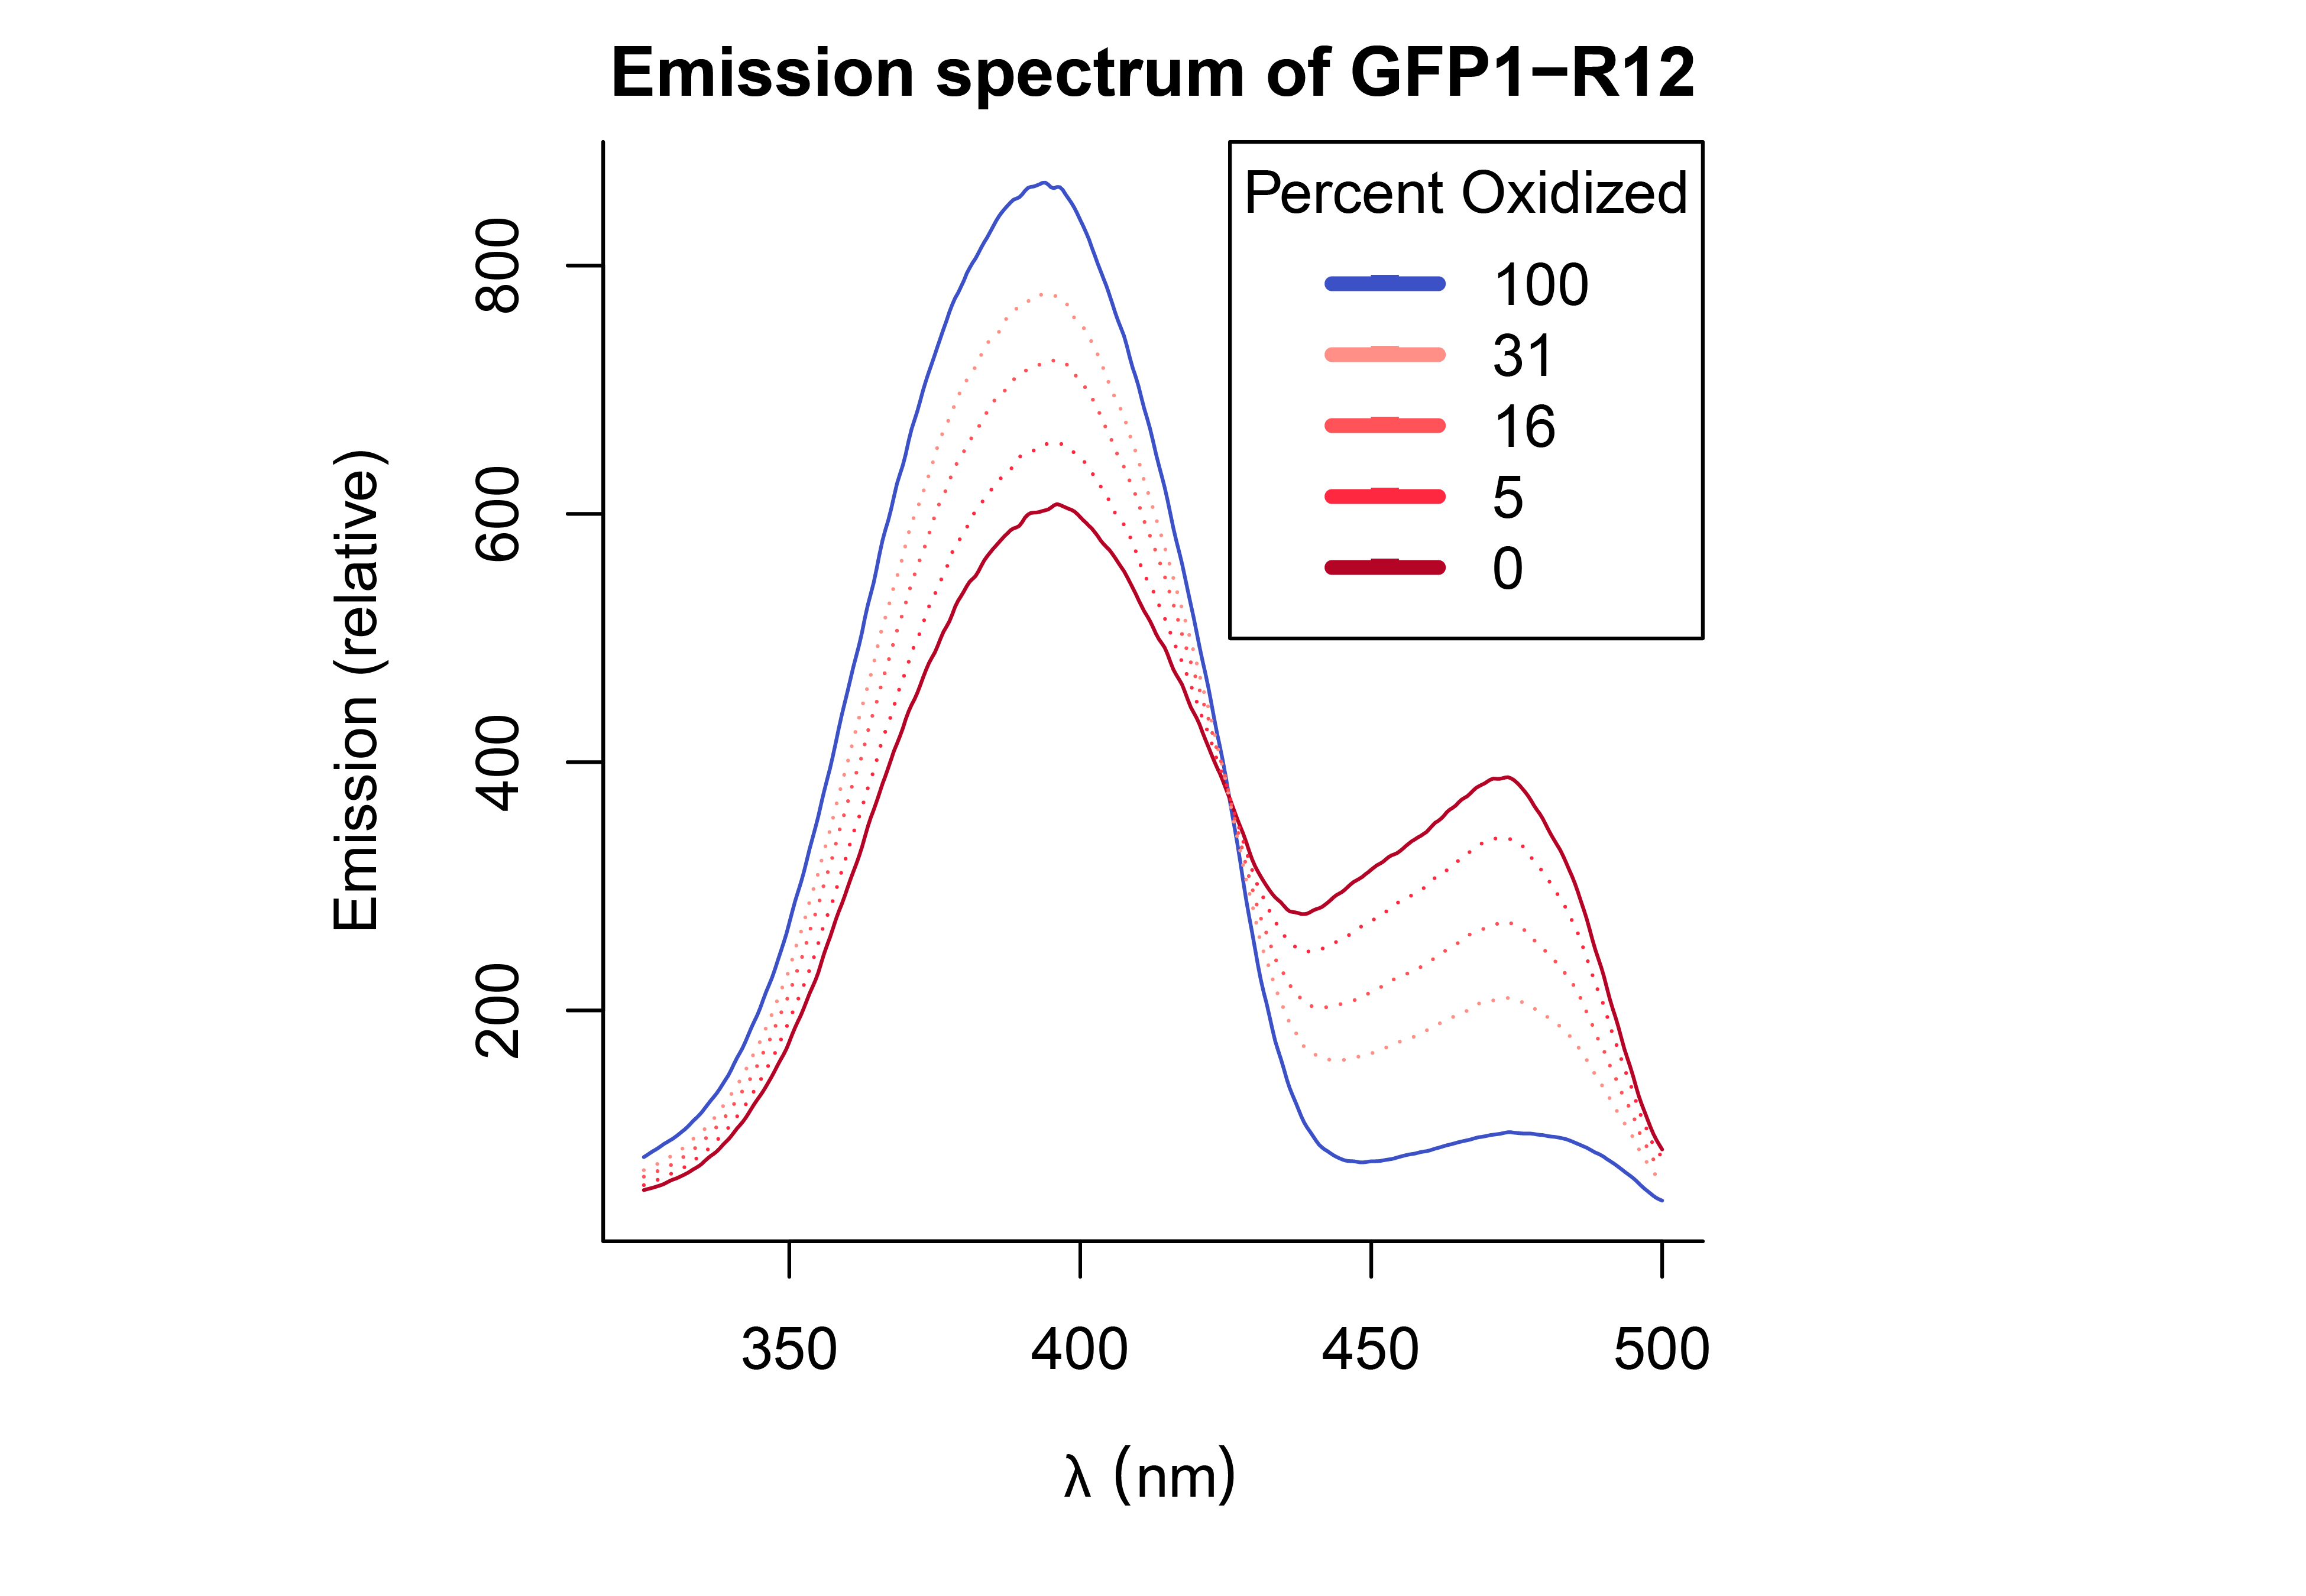 Emission spectrum of GFP1−R12
Percent Oxidized
100
31
16
5
0
Emission (relative)
800
600
400
200
350 400 450 500
λ (nm)